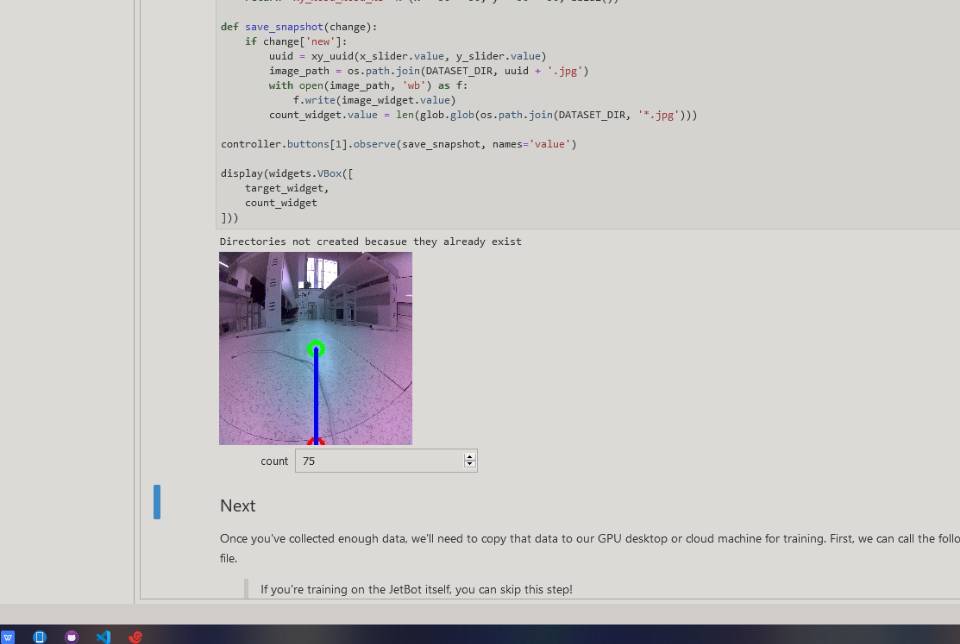 def save_snapshot(change):
    if change['new']:
        uuid = xy_uuid(x_slider.value, y_slider.value)
        image_path = os.path.join(DATASET_DIR, uuid + '.jpg')
        with open(image_path, 'wb') as f:
            f.write(image_widget.value)
        count_widget.value = len(glob.glob(os.path.join(DATASET_DIR, '*.jpg')))
controller.buttons[1].observe(save_snapshot, names='value')
display(widgets.VBox([
    target_widget,
    count_widget
]))
Directories not created becasue they already exist
count 75
Next
Once you've collected enough data, we'll need to copy that data to our GPU desktop or cloud machine for training. First, we can call the
file.
If you're training on the JetBot itself, you can skip this step!